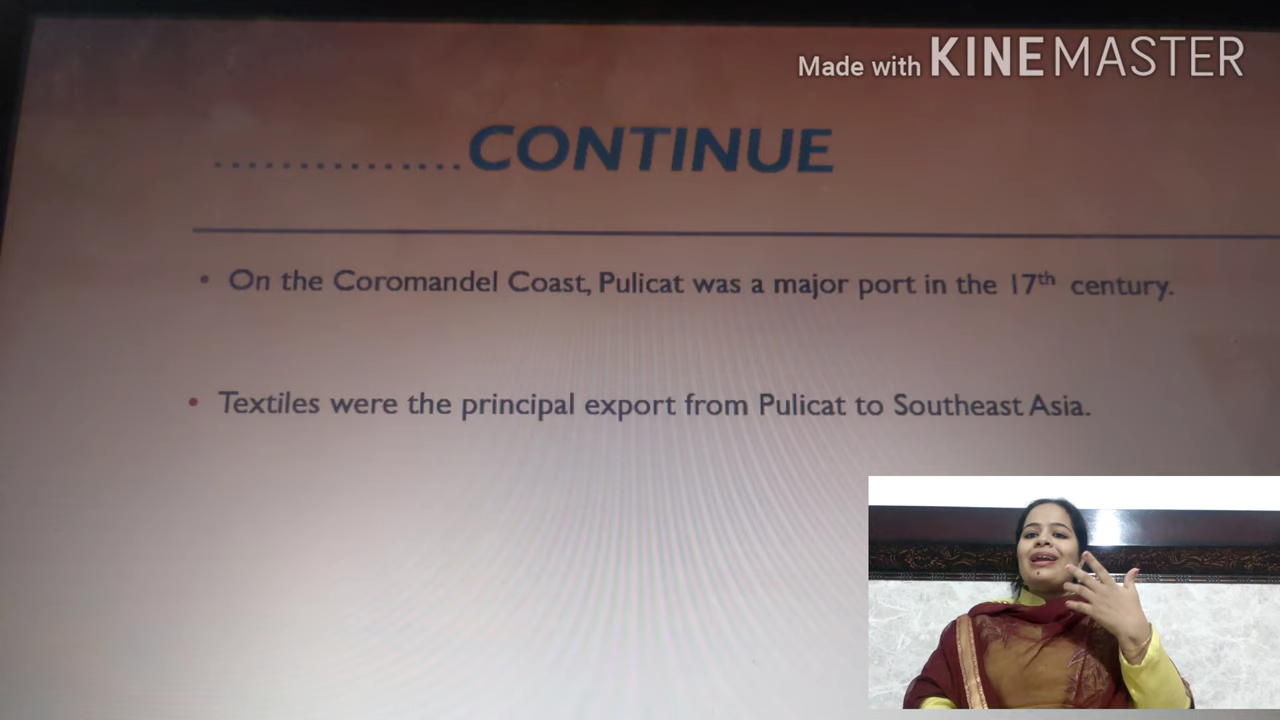 Made with KINEMASTER
...............CONTINUE
• On the Coromandel Coast, Pulicat was a major port in the 17th century.
• Textiles were the principal export from Pulicat to Southeast Asia.